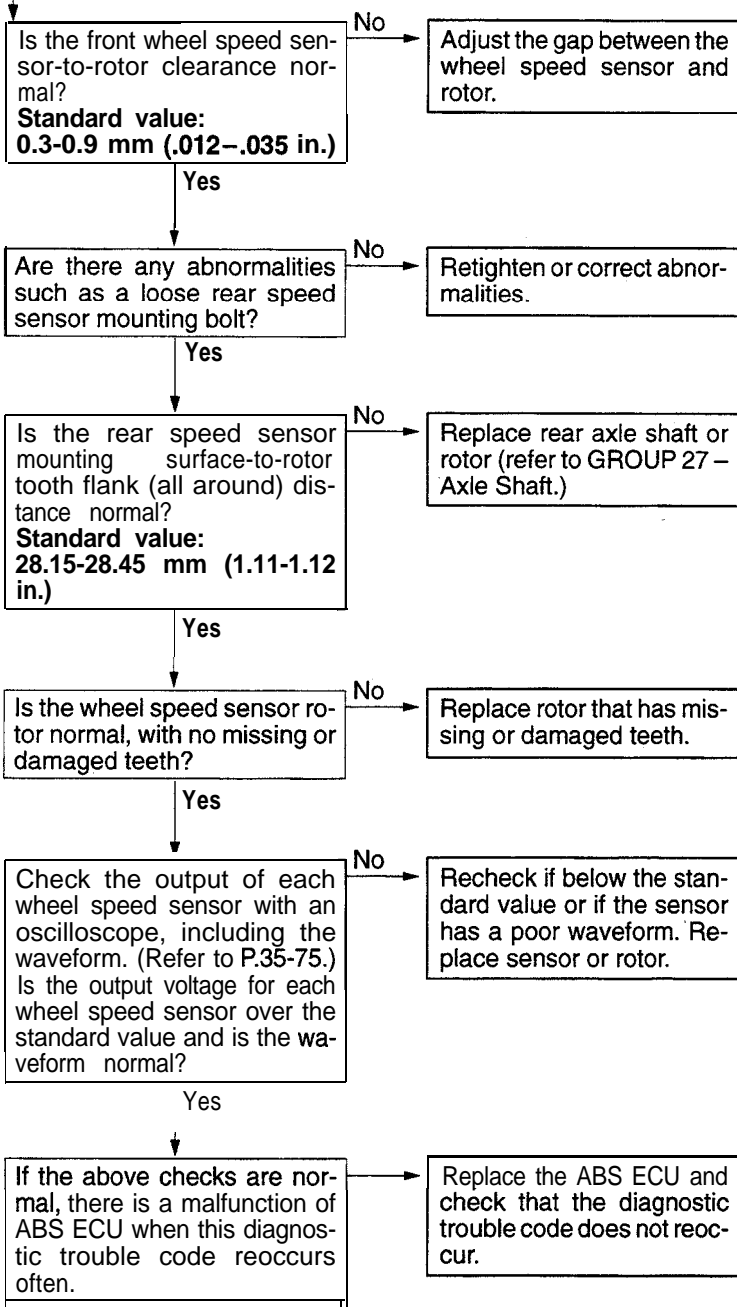 Is the front wheel speed sen-
sor-to-rotor clearance nor-
mal?
Standard value:
0.3-0.9 mm (.012–.035 in.)
No
Adjust the gap between the
wheel speed sensor and
rotor.
Yes
Are there any abnormalities
such as a loose rear speed
sensor mounting bolt?
No
Retighten or correct abnor-
malities.
Yes
Is the rear speed sensor
mounting surface-to-rotor
tooth flank (all around) dis-
tance normal?
Standard value:
28.15-28.45 mm (1.11-1.12
in.)
No
Replace rear axle shaft or
rotor (refer to GROUP 27 –
Axle Shaft.)
Yes
Is the wheel speed sensor ro-
tor normal, with no missing or
damaged teeth?
No
Replace rotor that has mis-
sing or damaged teeth.
Yes
Check the output of each
wheel speed sensor with an
oscilloscope, including the
waveform. (Refer to P.35-75.)
Is the output voltage for each
wheel speed sensor over the
standard value and is the wa-
veform normal?
No
Recheck if below the stan-
dard value or if the sensor
has a poor waveform. Re-
place sensor or rotor.
Yes
If the above checks are nor-
mal, there is a malfunction of
ABS ECU when this diagnos-
tic trouble code reoccurs
often.
Replace the ABS ECU and
check that the diagnostic
trouble code does not reoc-
cur.